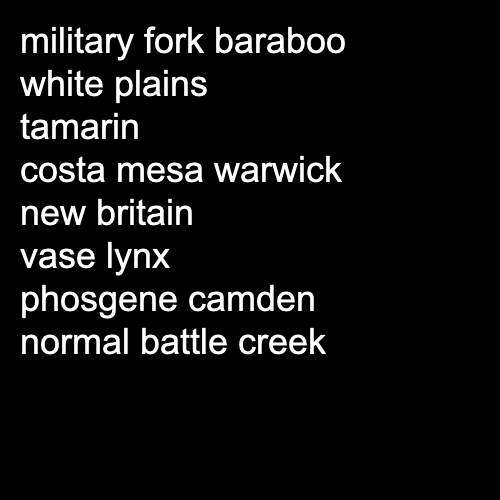 military fork baraboo
white plains
tamarin
costa mesa warwick
new britain
vase lynx
phosgene camden
normal battle creek